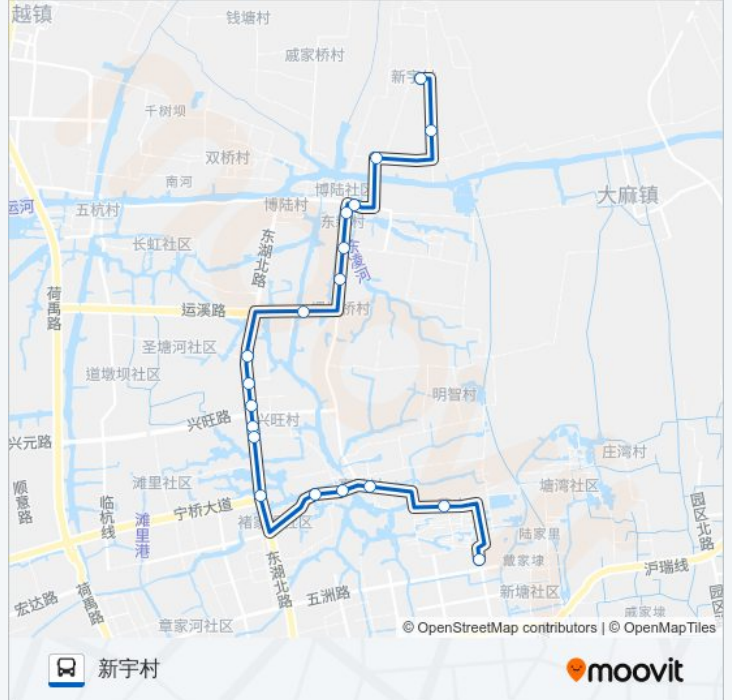 越镇
钱塘村
戚家桥村
新宇
千树坝
双桥村
南河
博陆社区
大麻镇
运河
五杭村
博陆村
东
东凌河
东湖北路
长虹社区
荷禹路
运溪路
桥村
圣塘河社区
道墩坝社区
明智村
兴旺路
兴旺村
兴元路
庄湾村
滩里社区
塘湾社区
顺意路
临杭线
滩里港
宁桥大道
褚家
社区
园区北路
陆家里
东湖北路
戴家埭
沪瑞线
荷禹路
五洲路
新塘社区
宏达路
园区
戚家埭
章家河社区
© OpenStreetMap contributors | © OpenMapTiles
新宇村
moovit